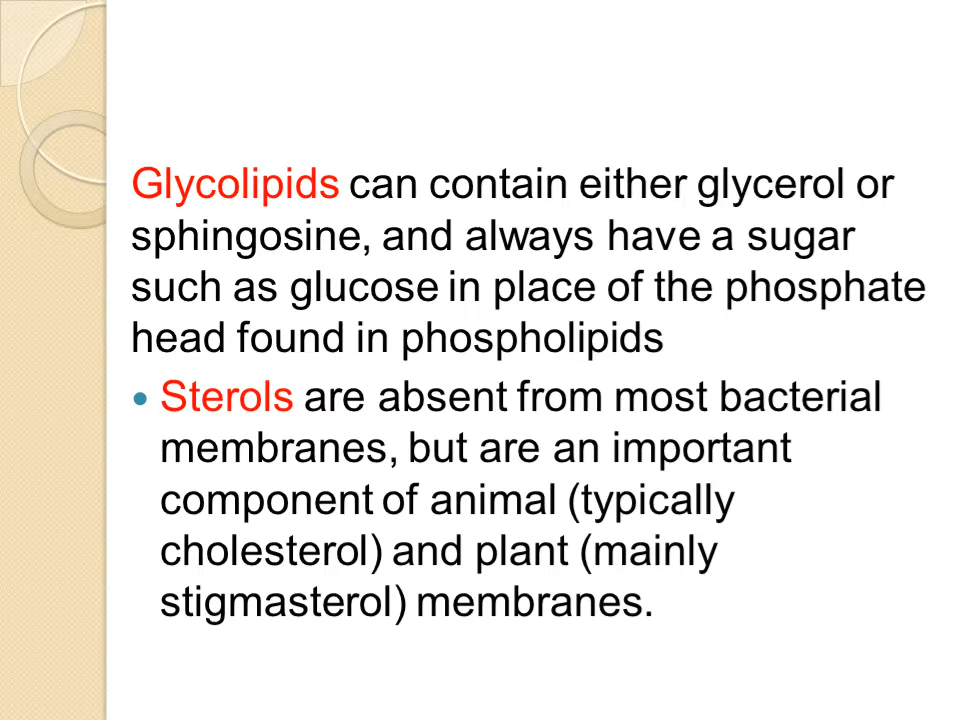 Glycolipids can contain either glycerol or
sphingosine, and always have a sugar
such as glucose in place of the phosphate
head found in phospholipids
• Sterols are absent from most bacterial
membranes, but are an important
component of animal (typically
cholesterol) and plant (mainly
stigmasterol) membranes.